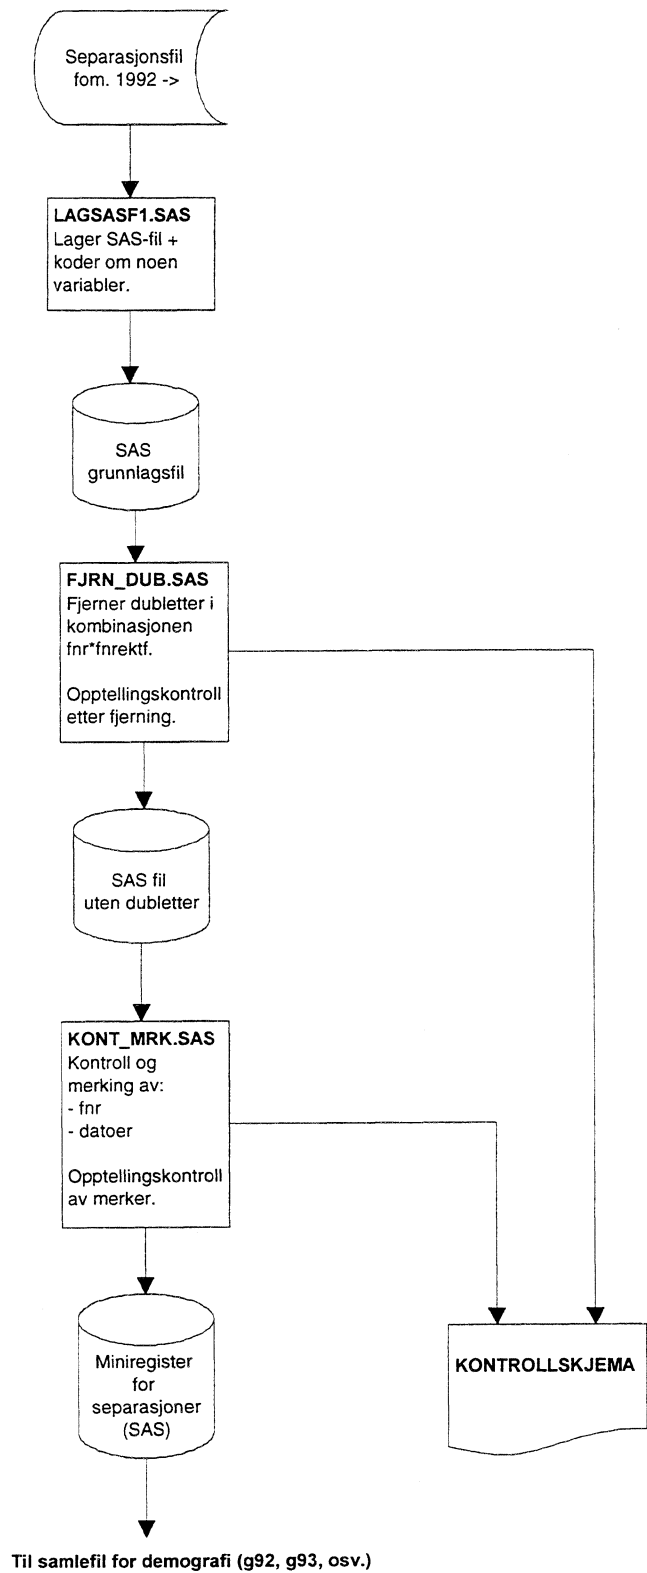 Separasjonsfil
fom. 1992 ->
LAGSASF1.SAS
Lager SAS-fil +
koder om noen
variabler.
SAS
grunnlagsfil
FJRN_DUB.SAS
Fjerner dubletter i
kombinasjonen
fnr*fnrektf.
Opptellingskontroll
etter fjerning.
SAS fil
uten dubletter
KONT_MRK.SAS
Kontroll og
merking av:
- fnr
- datoer
Opptellingskontroll
av merker.
Miniregister
for
separasjoner
(SAS)
KONTROLLSKJEMA
Til samlefil for demografi (g92, g93, osv.)